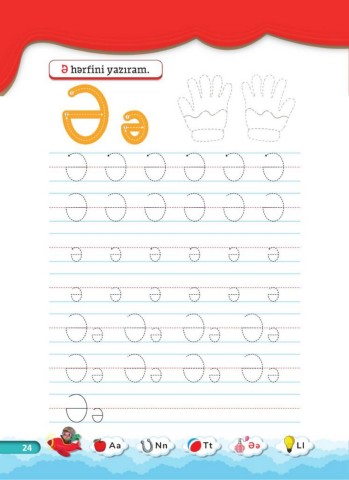 Ə hərfini yazıram.
Ə ə
Ə Ə Ə Ə Ə Ə
Ə Ə Ə Ə Ə Ə
ə ə ə ə ə ə
ə ə ə ə ə ə
Əə Əə Əə Əə
Əə Əə Əə Əə
Əə
24 Aa Nn Tt Əə Ll